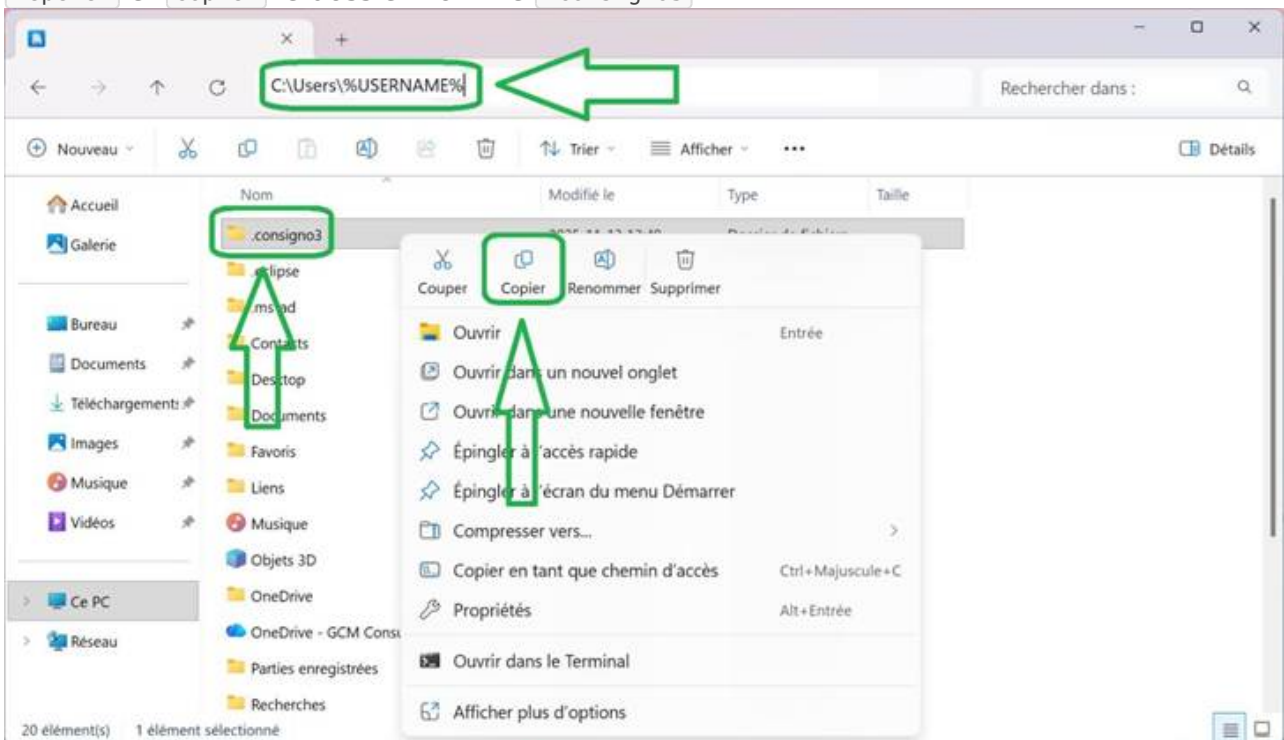 C:\Users\%USERNAME%
Rechercher dans :
Nouveau
Trier
Afficher
Détails
Nom
Modifié le
Type
Taille
Accueil
Galerie
Bureau
Documents
Téléchargements
Images
Musique
Vidéos
Ce PC
Réseau
.consigno3
.eclipse
Contacts
Desktop
Documents
Favoris
Liens
Musique
Objets 3D
OneDrive
OneDrive - GCM
Parties enregistrées
Recherches
Couper
Copier
Renommer
Supprimer
Ouvrir Entrée
Ouvrir dans un nouvel onglet
Ouvrir dans une nouvelle fenêtre
Épingler à l'accès rapide
Épingler à l'écran du menu Démarrer
Compresser vers...
Copier en tant que chemin d'accès Ctrl+Majuscule+C
Propriétés Alt+Entrée
Ouvrir dans le Terminal
Afficher plus d'options
20 élément(s) 1 élément sélectionné